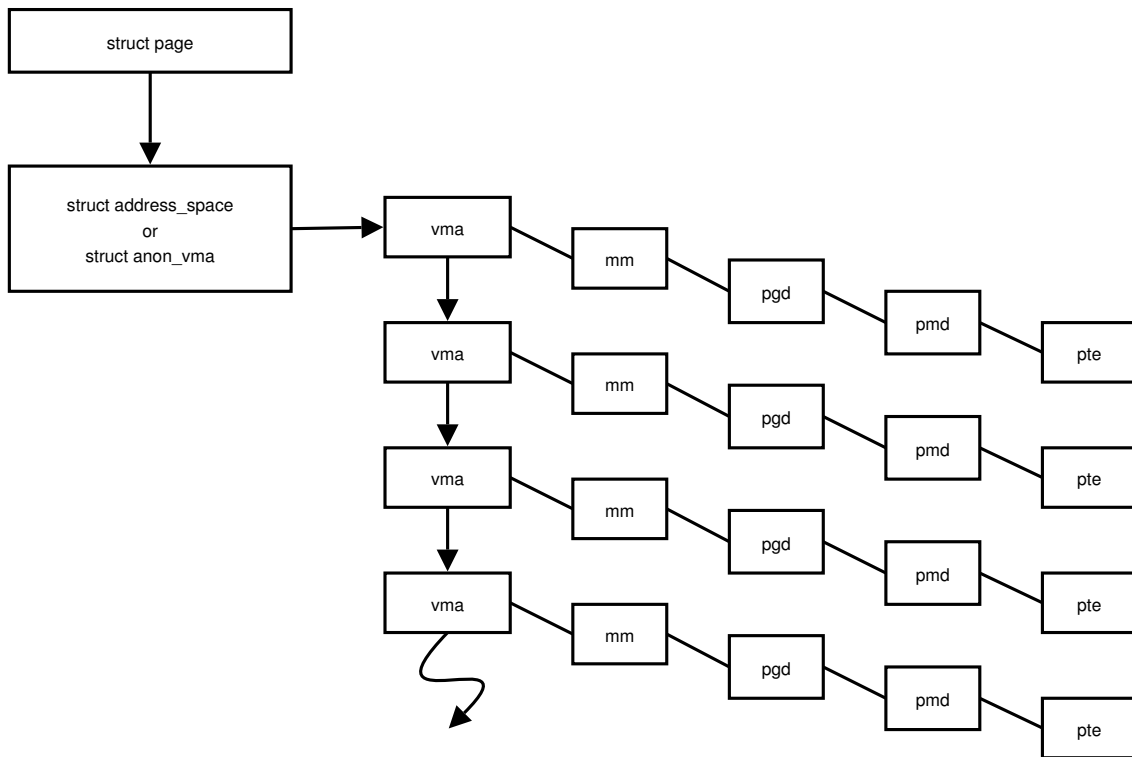 struct page
struct address_space
or
struct anon_vma
vma
mm
pgd
pmd
pte
vma
mm
pgd
pmd
pte
vma
mm
pgd
pmd
pte
vma
mm
pgd
pmd
pte